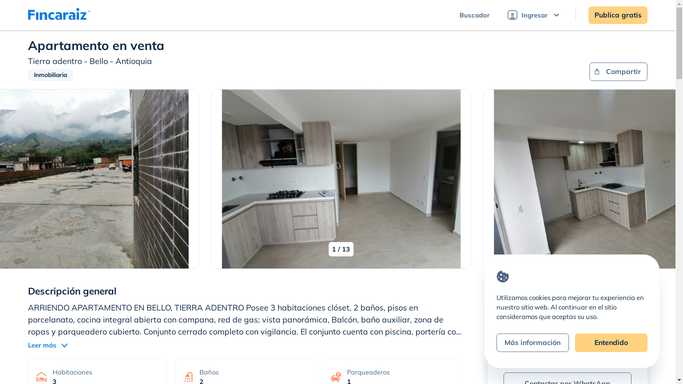 Fincaraiz
Buscador
Ingresar
Publica gratis
Apartamento en venta
Tierra adentro - Bello - Antioquia
Inmobiliaria
Compartir
1 / 13
Descripción general
ARRIENDO APARTAMENTO EN BELLO, TIERRA ADENTRO Posee 3 habitaciones clóset, 2 baños, pisos en
porcelanato, cocina integral abierta con campana, red de gas; vista panorámica, Balcón, baño auxiliar, zona de
ropas y parqueadero cubierto. Conjunto cerrado completo con vigilancia. El conjunto cuenta con piscina, portería co...
Leer más
Habitaciones
3
Baños
2
Parqueaderos
1
Utilizamos cookies para mejorar tu experiencia en
nuestro sitio web. Al continuar en el sitio
consideramos que aceptas su uso.
Más información
Entendido
Contactar por WhatsApp